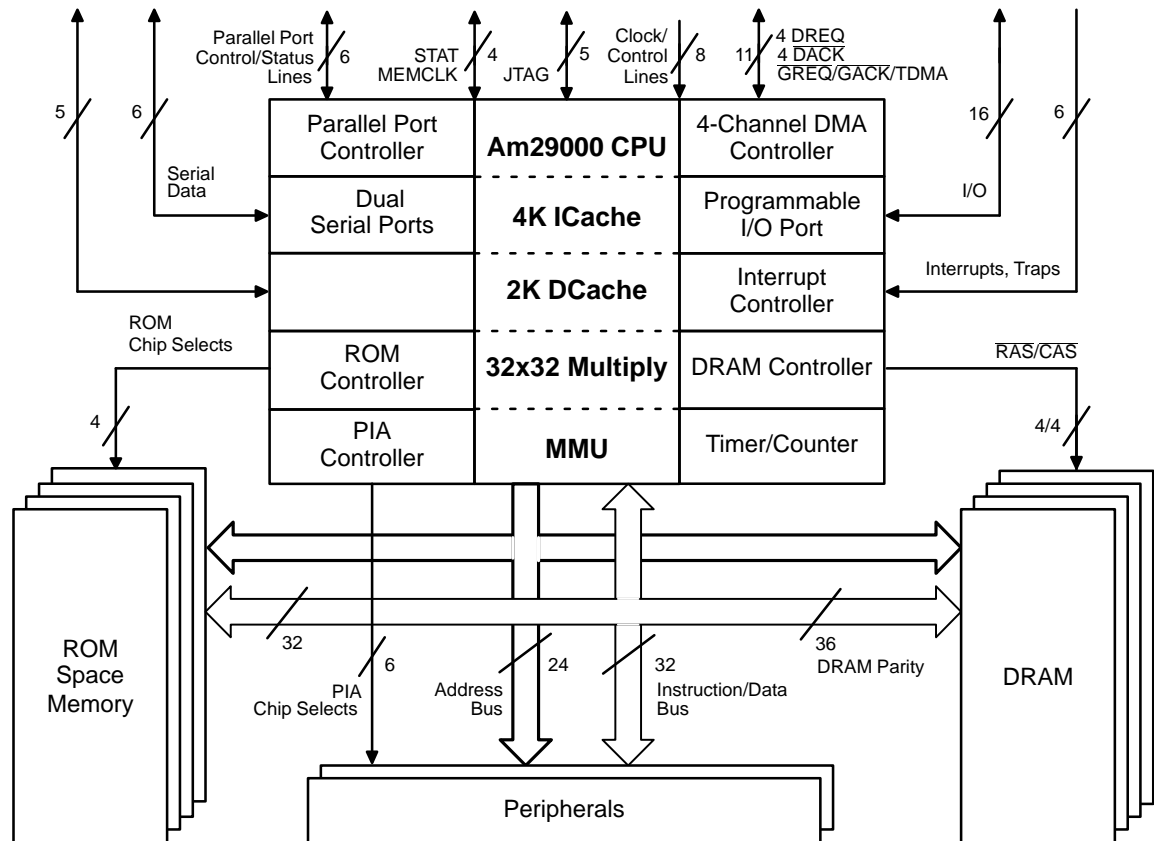 Parallel Port
Control/Status
Lines
6
STAT
MEMCLK
4
JTAG
5
Clock/
Control
Lines
8
11
4 DREQ
4 DACK
GREQ/GACK/TDMA
5
6
16
6
Serial
Data
I/O
Interrupts, Traps
Parallel Port
Controller
Am29000 CPU
4-Channel DMA
Controller
Dual
Serial Ports
4K ICache
Programmable
I/O Port
2K DCache
Interrupt
Controller
ROM
Chip Selects
ROM
Controller
32x32 Multiply
DRAM Controller
RAS/CAS
PIA
Controller
MMU
Timer/Counter
4
4/4
ROM
Space
Memory
32
6
PIA
Chip Selects
24
Address
Bus
32
Instruction/Data
Bus
36
DRAM Parity
DRAM
Peripherals